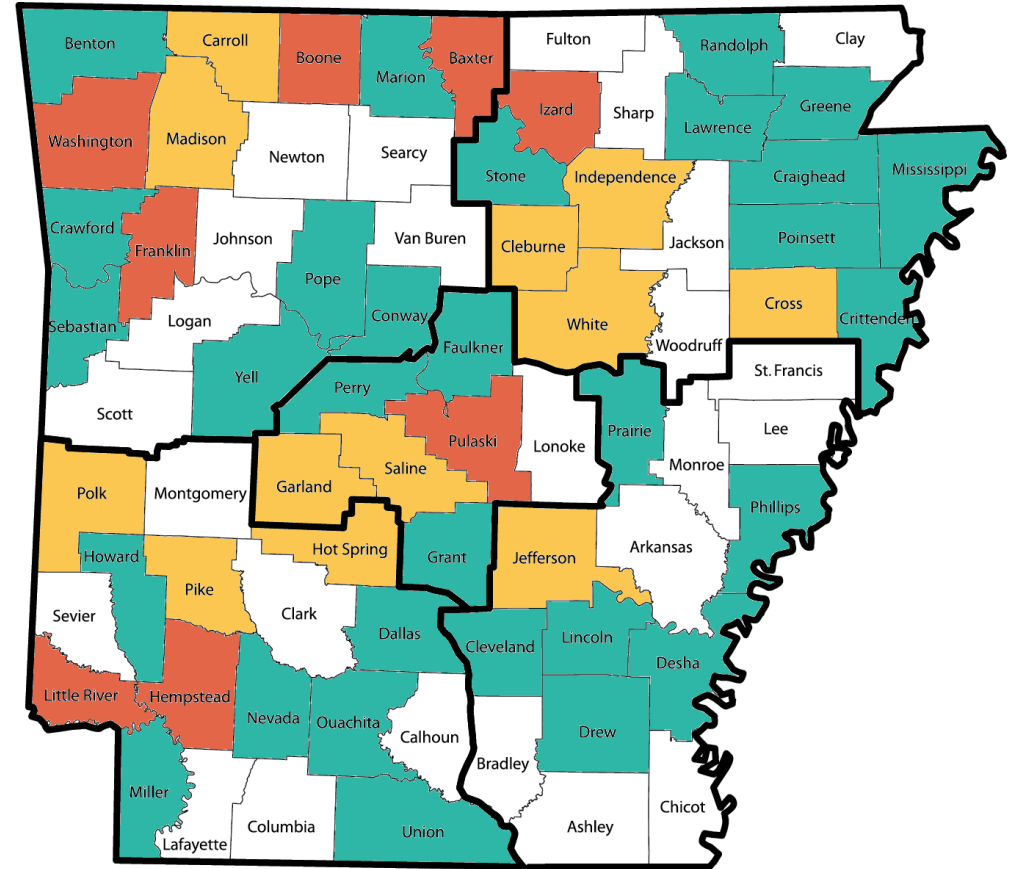 Benton
Carroll
Boone
Marion
Baxter
Fulton
Randolph
Clay
Washington
Madison
Newton
Searcy
Izard
Sharp
Lawrence
Greene
Stone
Independence
Craighead
Mississippi
Crawford
Franklin
Johnson
Pope
Van Buren
Cleburne
Jackson
Poinsett
Sebastian
Logan
Conway
Faulkner
White
Woodruff
Cross
Crittenden
Scott
Yell
Perry
Pulaski
Lonoke
Prairie
St. Francis
Lee
Monroe
Polk
Montgomery
Garland
Saline
Phillips
Howard
Pike
Hot Spring
Grant
Jefferson
Arkansas
Sevier
Clark
Dallas
Cleveland
Lincoln
Desha
Little River
Hempstead
Nevada
Ouachita
Calhoun
Bradley
Drew
Miller
Lafayette
Columbia
Union
Ashley
Chicot